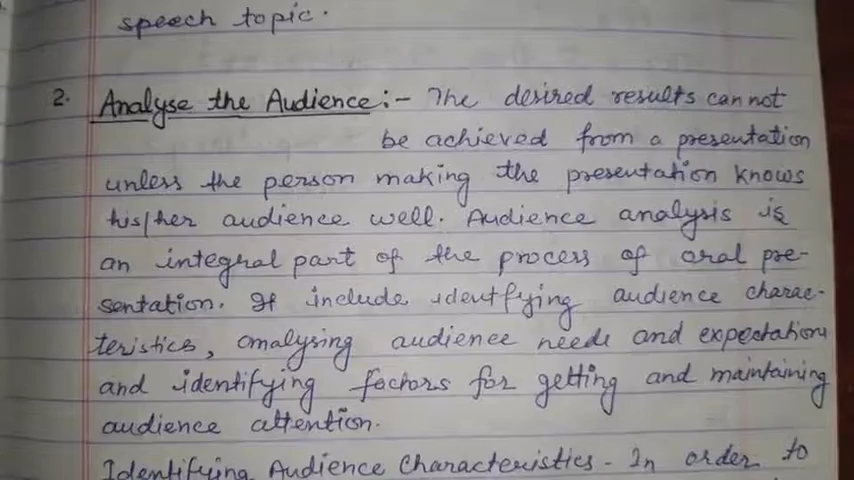 speech topic.
2. Analyse the Audience :- The desired results cannot
be achieved from a presentation
unless the person making the presentation knows
his/her audience well. Audience analysis is
an integral part of the process of oral pre-
sentation. It include identfying audience charac-
teristics, analysing audience needs and expectations
and identifying factors for getting and maintaining
audience attention.
Identifying Audience Characteristics - In order to